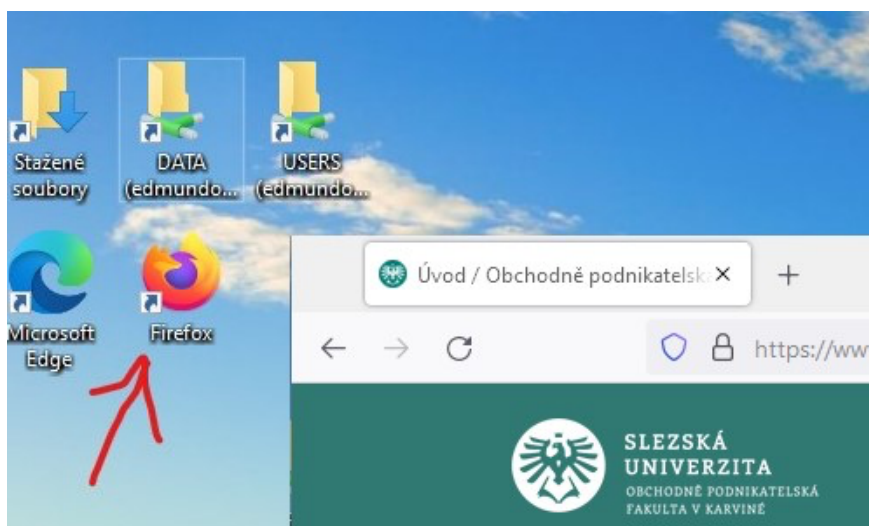 Stažené
soubory
DATA
(edmundo...
USERS
(edmundo...
Microsoft
Edge
Firefox
Úvod / Obchodně podnikatelsk
https://ww
SLEZSKÁ
UNIVERZITA
OBCHODNĚ PODNIKATELSKÁ
FAKULTA V KARVINÉ